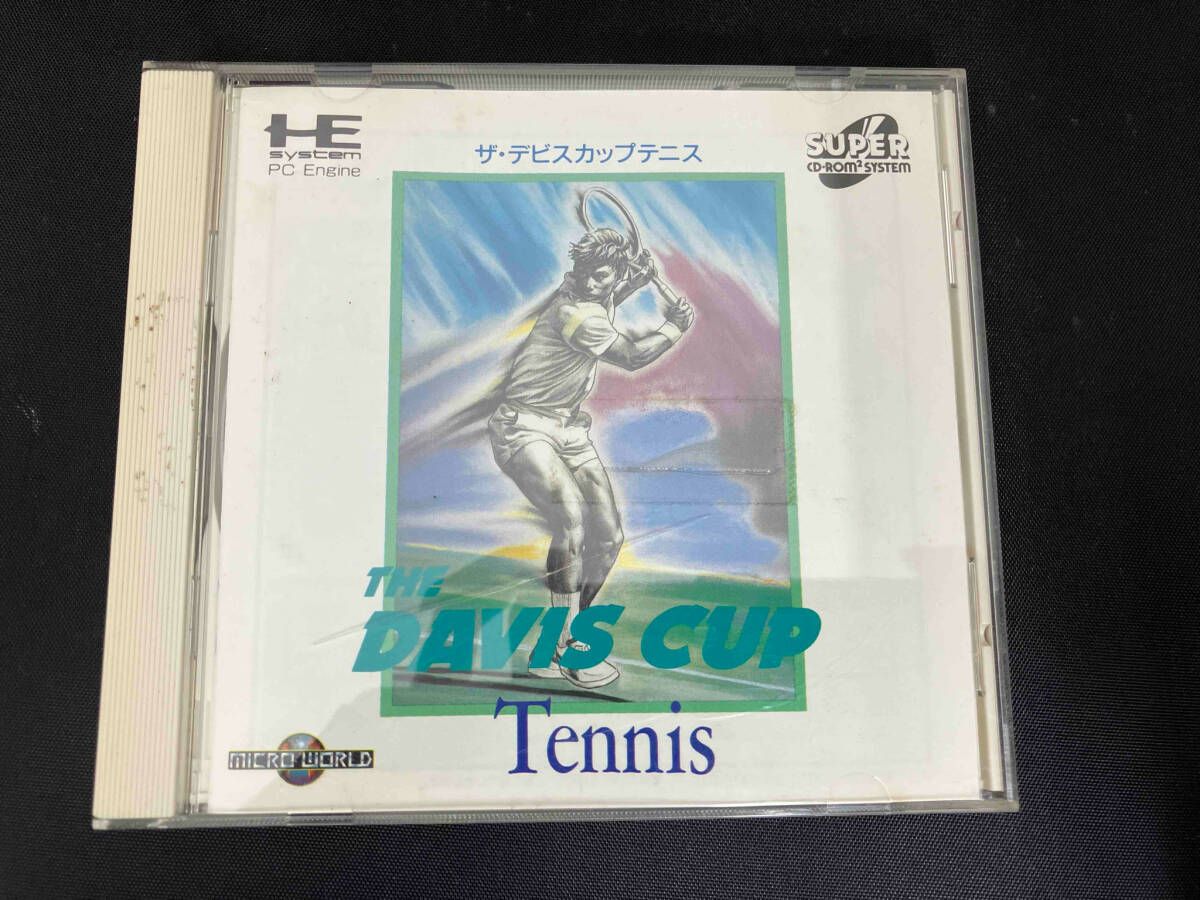 HE
system
PC Engine
ザ・デビスカップテニス
SUPER
CD-ROM² SYSTEM
THE
DAVIS CUP
Tennis
MICRO WORLD